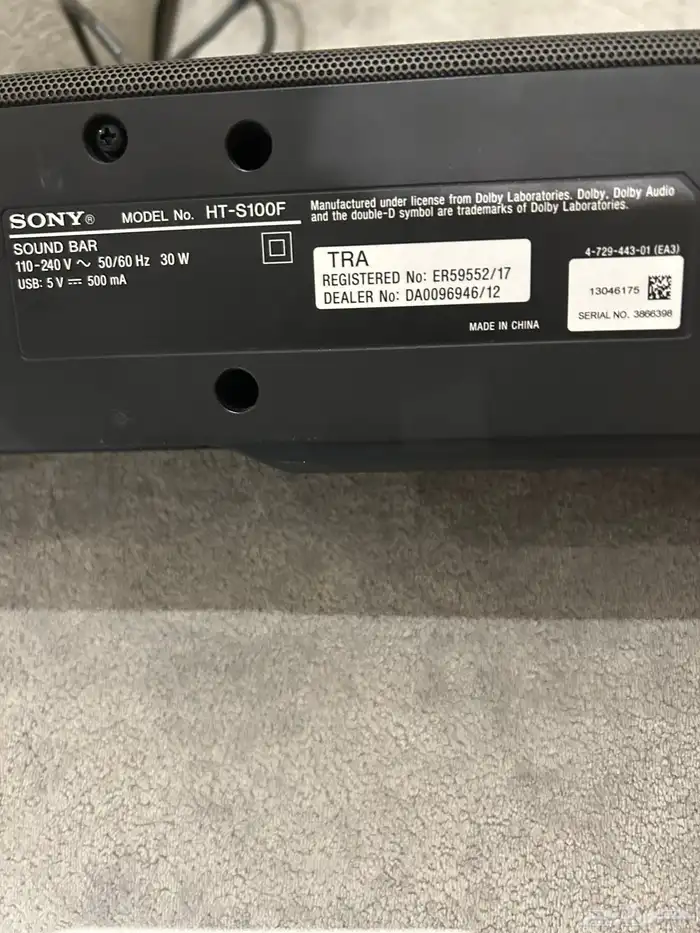 SONY® MODEL No. HT-S100F
SOUND BAR
110-240 V ~ 50/60 Hz 30 W
USB: 5 V ⎓ 500 mA
Manufactured under license from Dolby Laboratories. Dolby, Dolby Audio
and the double-D symbol are trademarks of Dolby Laboratories.
TRA
REGISTERED No: ER59552/17
DEALER No: DA0096946/12
MADE IN CHINA
4-729-443-01 (EA3)
13046175
SERIAL NO. 3866398